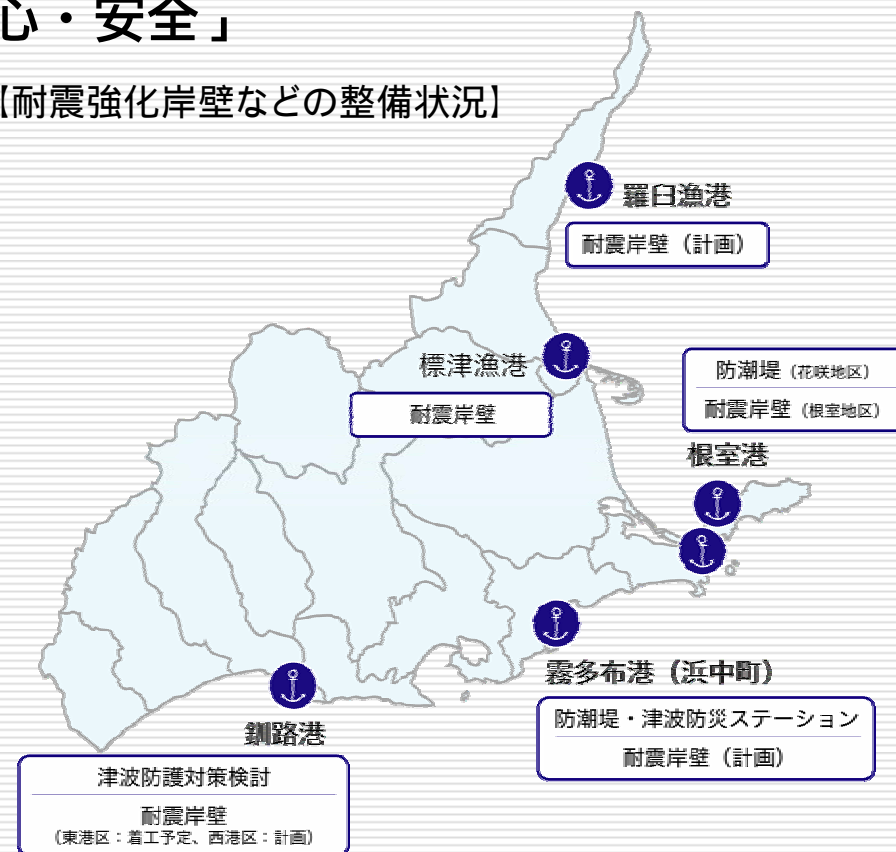 心・安全」
【耐震強化岸壁などの整備状況】
羅臼漁港
耐震岸壁（計画）
標津漁港
耐震岸壁
防潮堤（花咲地区）
耐震岸壁（根室地区）
根室港
霧多布港（浜中町）
防潮堤・津波防災ステーション
耐震岸壁（計画）
釧路港
津波防護対策検討
耐震岸壁
（東港区：着工予定、西港区：計画）